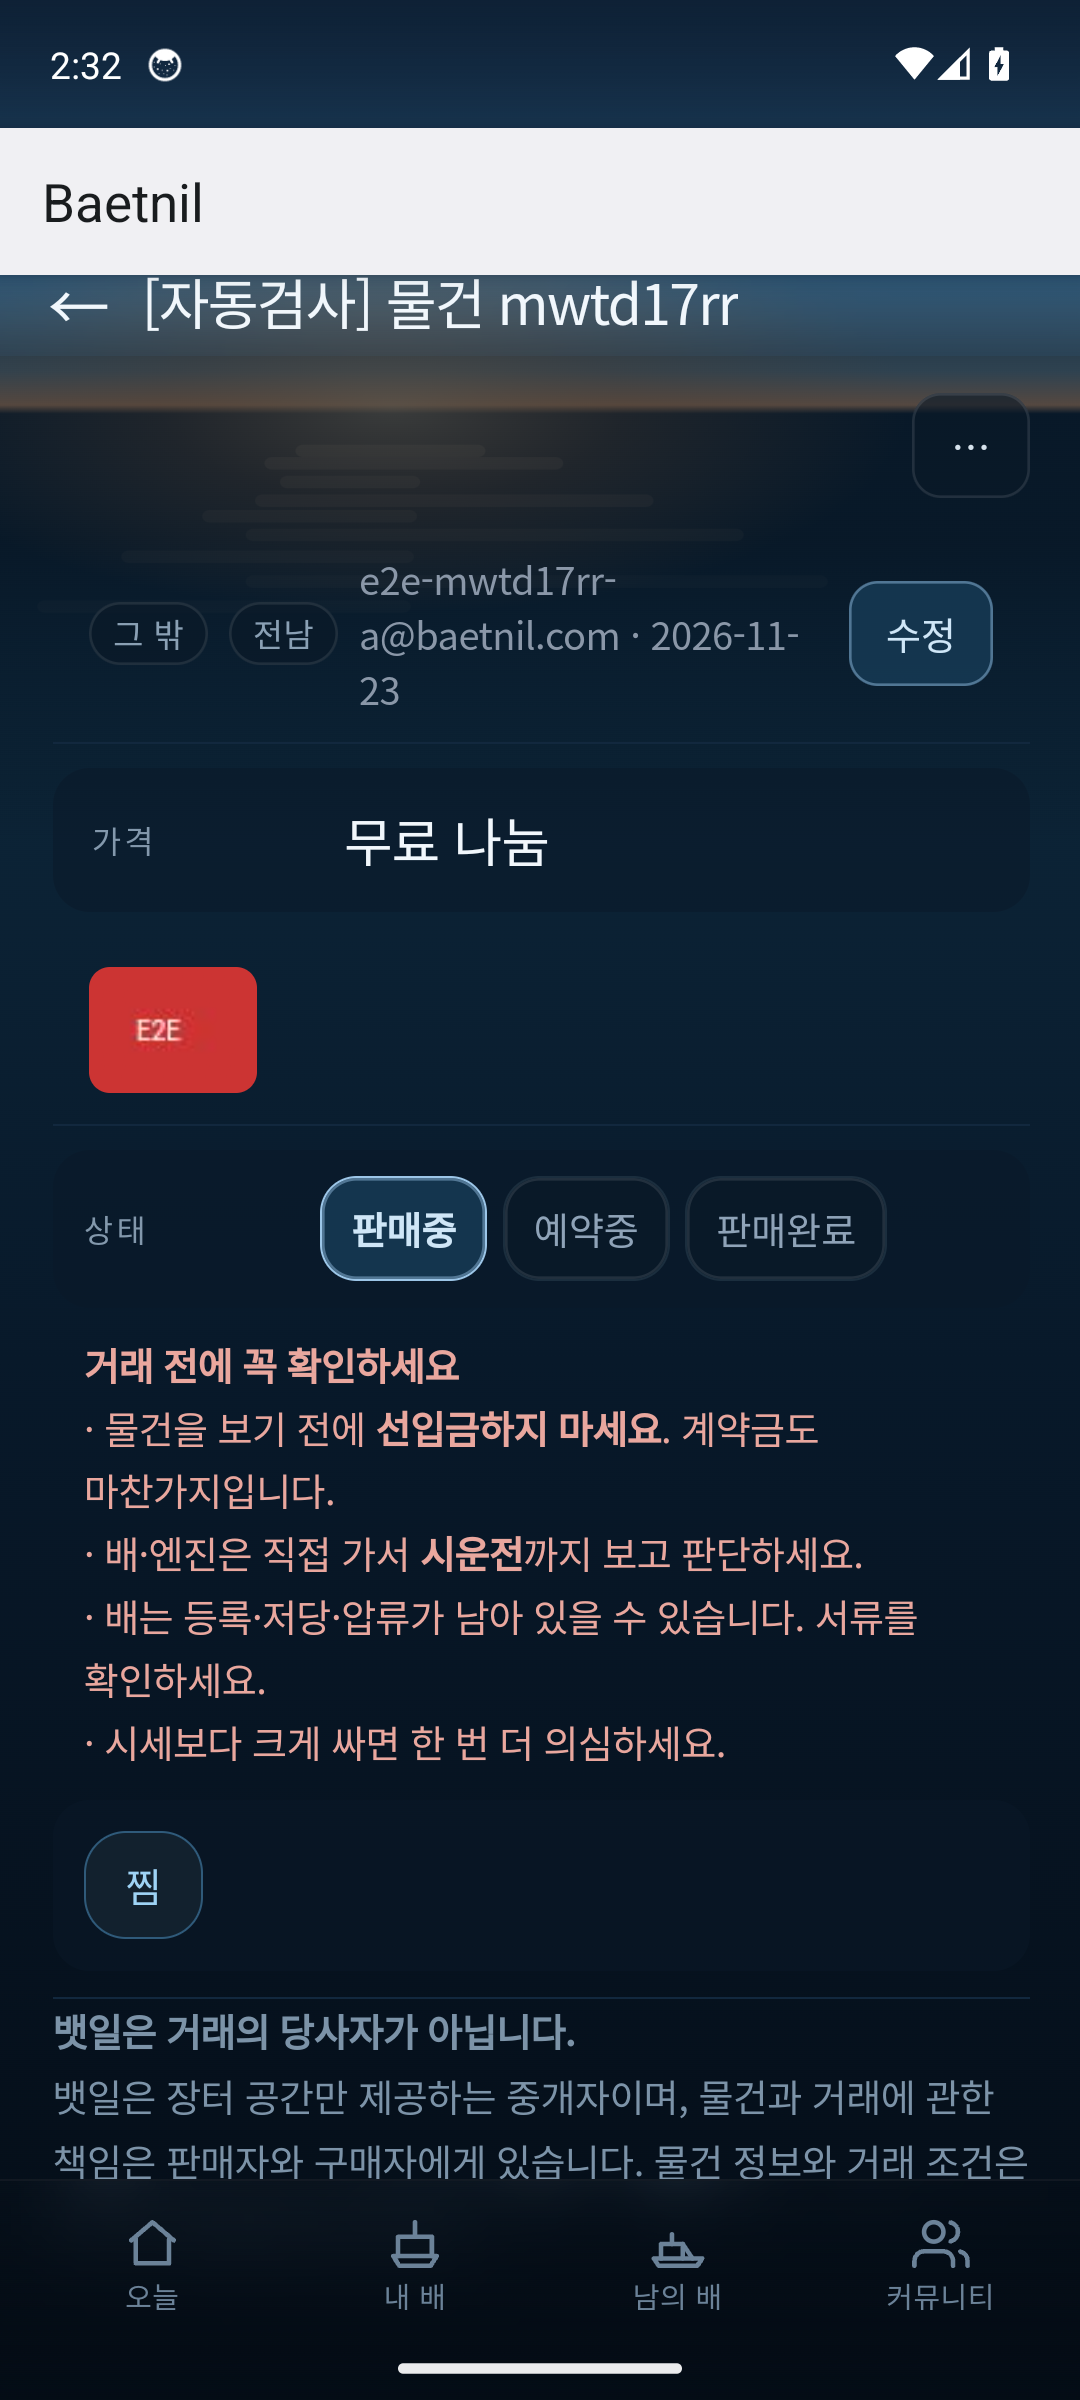 2:32
Baetnil
← [자동검사] 물건 mwtd17rr
...
그 밖
전남
e2e-mwtd17rr-
a@baetnil.com · 2026-11-
23
수정
가격
무료 나눔
E2E
상태
판매중
예약중
판매완료
거래 전에 꼭 확인하세요
· 물건을 보기 전에 선입금하지 마세요. 계약금도
마찬가지입니다.
· 배·엔진은 직접 가서 시운전까지 보고 판단하세요.
· 배는 등록·저당·압류가 남아 있을 수 있습니다. 서류를
확인하세요.
· 시세보다 크게 싸면 한 번 더 의심하세요.
찜
뱃일은 거래의 당사자가 아닙니다.
뱃일은 장터 공간만 제공하는 중개자이며, 물건과 거래에 관한
책임은 판매자와 구매자에게 있습니다. 물건 정보와 거래 조건은
오늘
내 배
남의 배
커뮤니티